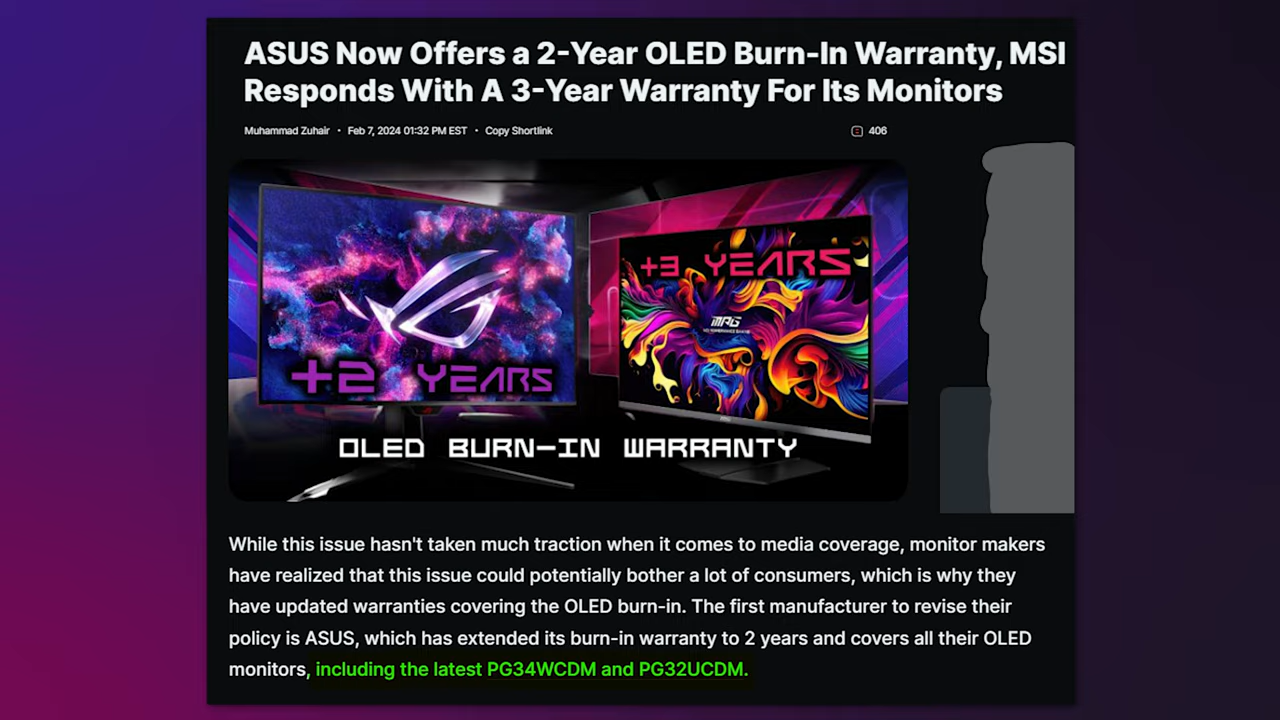 ASUS Now Offers a 2-Year OLED Burn-In Warranty, MSI
Responds With A 3-Year Warranty For Its Monitors
Muhammad Zuhair • Feb 7, 2024 01:32 PM EST • Copy Shortlink
406
+3 YEARS
MPG
+2 YEARS
OLED BURN-IN WARRANTY
While this issue hasn't taken much traction when it comes to media coverage, monitor makers
have realized that this issue could potentially bother a lot of consumers, which is why they
have updated warranties covering the OLED burn-in. The first manufacturer to revise their
policy is ASUS, which has extended its burn-in warranty to 2 years and covers all their OLED
monitors, including the latest PG34WCDM and PG32UCDM.